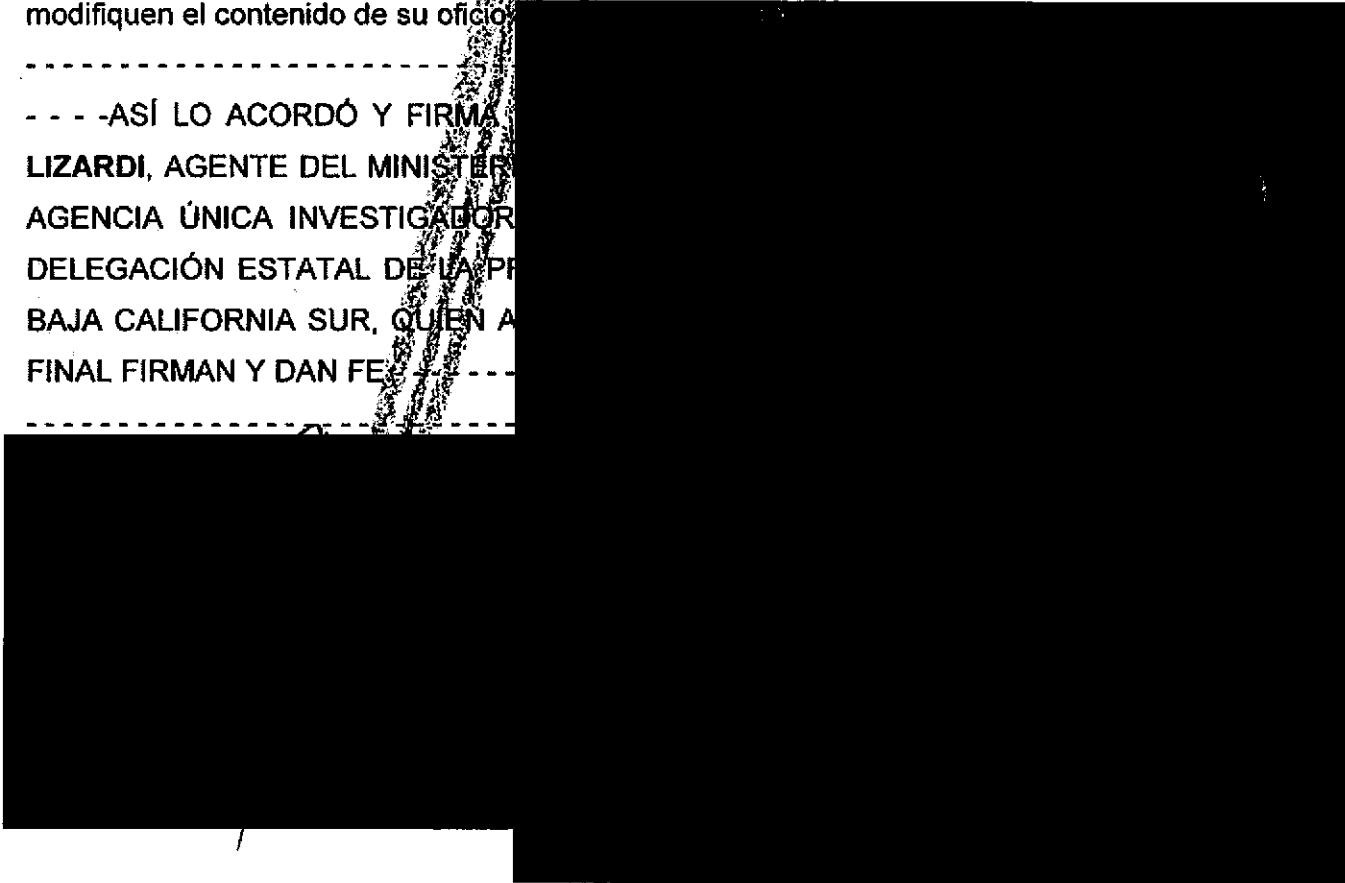 modifiquen el contenido de su oficio
- - - - - - - - - - - - - - - - - - - - - - - - - -
- - - -ASÍ LO ACORDÓ Y FIRMA
LIZARDI, AGENTE DEL MINISTER
AGENCIA ÚNICA INVESTIGADOR
DELEGACIÓN ESTATAL DE LA PR
BAJA CALIFORNIA SUR, QUIEN A
FINAL FIRMAN Y DAN FE. - - - - - -
- - - - - - - - - - - - - - - - - - - - - - - - - - - -